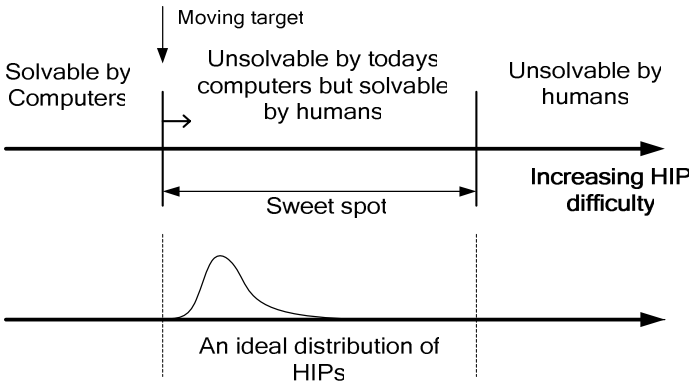 Moving target
Solvable by
Computers
Unsolvable by todays
computers but solvable
by humans
Unsolvable by
humans
Increasing HIP
difficulty
Sweet spot
An ideal distribution of
HIPs